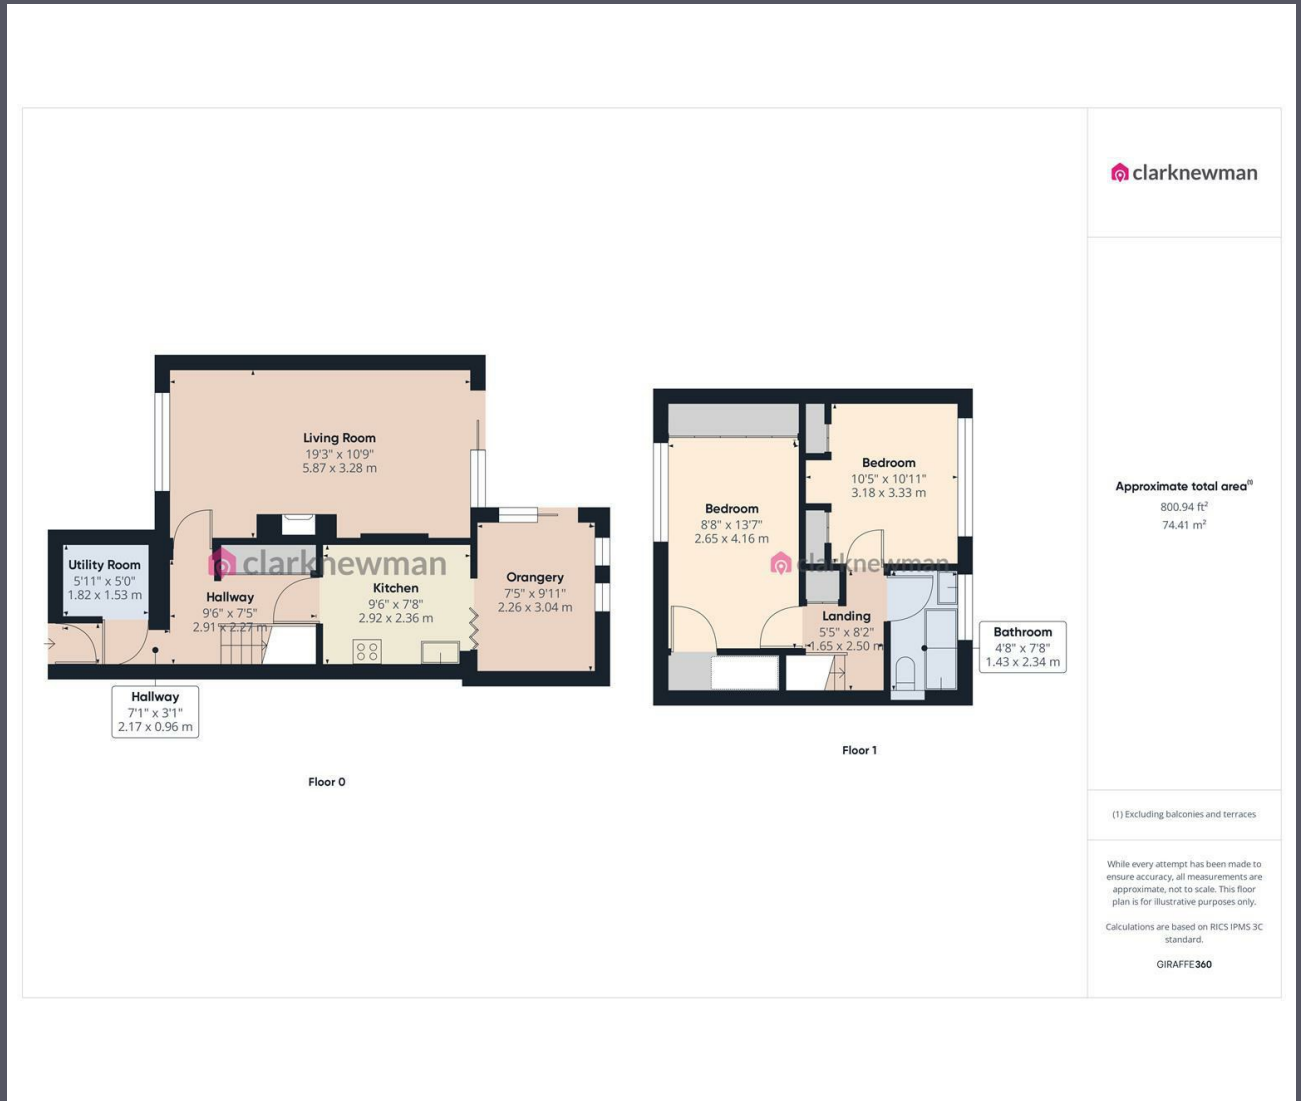 clarknewman
Living Room
19'3" x 10'9"
5.87 x 3.28 m
Utility Room
5'11" x 5'0"
1.82 x 1.53 m
clarknewman
Hallway
9'6" x 7'5"
2.91 x 2.27 m
Kitchen
9'6" x 7'8"
2.92 x 2.36 m
Orangery
7'5" x 9'11"
2.26 x 3.04 m
Hallway
7'1" x 3'1"
2.17 x 0.96 m
Floor 0
Bedroom
8'8" x 13'7"
2.65 x 4.16 m
Bedroom
10'5" x 10'11"
3.18 x 3.33 m
clarknewman
Landing
5'5" x 8'2"
1.65 x 2.50 m
Bathroom
4'8" x 7'8"
1.43 x 2.34 m
Floor 1
Approximate total area(1)
800.94 ft²
74.41 m²
(1) Excluding balconies and terraces
While every attempt has been made to
ensure accuracy, all measurements are
approximate, not to scale. This floor
plan is for illustrative purposes only.
Calculations are based on RICS IPMS 3C
standard.
GIRAFFE360